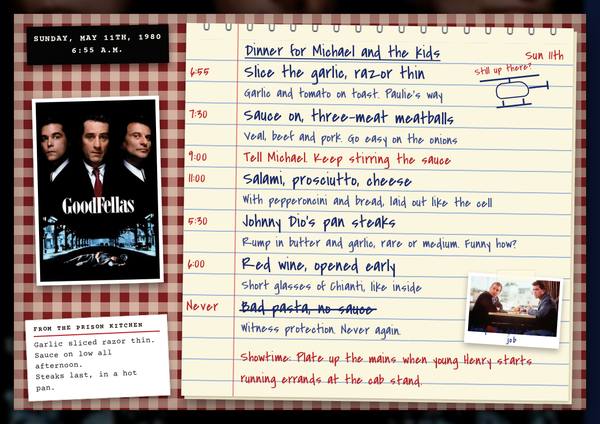 SUNDAY, MAY 11TH, 1980
6:55 A.M.
GoodFellas
FROM THE PRISON KITCHEN
Garlic sliced razor thin.
Sauce on low all
afternoon.
Steaks last, in a hot
pan.
Dinner for Michael and the kids
Sun 11th
Still up there?
6:55 Slice the garlic, razor thin
Garlic and tomato on toast. Paulie's way
7:30 Sauce on, three-meat meatballs
Veal, beef and pork. Go easy on the onions
9:00 Tell Michael. Keep stirring the sauce
11:00 Salami, prosciutto, cheese
With pepperoncini and bread, laid out like the cell
5:30 Johnny Dio's pan steaks
Rump in butter and garlic, rare or medium. Funny how?
6:00 Red wine, opened early
Short glasses of Chianti, like inside
Never Bad pasta, no sauce
Witness protection. Never again.
job
Showtime: Plate up the mains when young Henry starts
running errands at the cab stand.